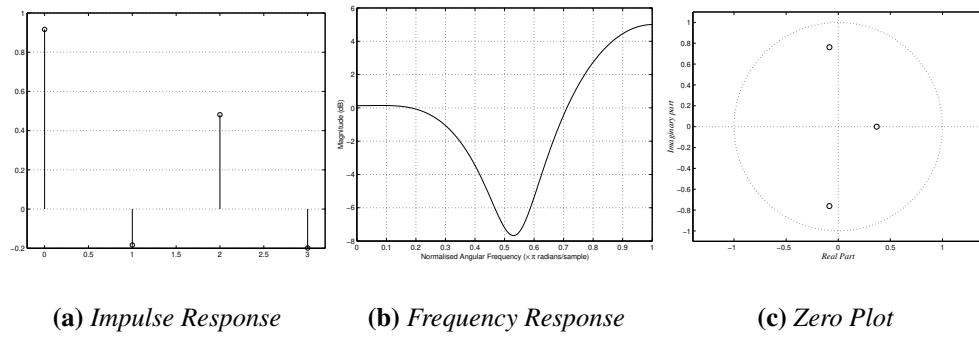 1
0.8
0.6
0.4
0.2
0
−0.2
0 0.5 1 1.5 2 2.5 3
Magnitude (dB)
6
4
2
0
−2
−4
−6
−8
0 0.1 0.2 0.3 0.4 0.5 0.6 0.7 0.8 0.9 1
Normalised Angular Frequency (×π radians/sample)
Imaginary part
1
0.8
0.6
0.4
0.2
0
−0.2
−0.4
−0.6
−0.8
−1
−1 −0.5 0 0.5 1
Real Part
(a) Impulse Response
(b) Frequency Response
(c) Zero Plot